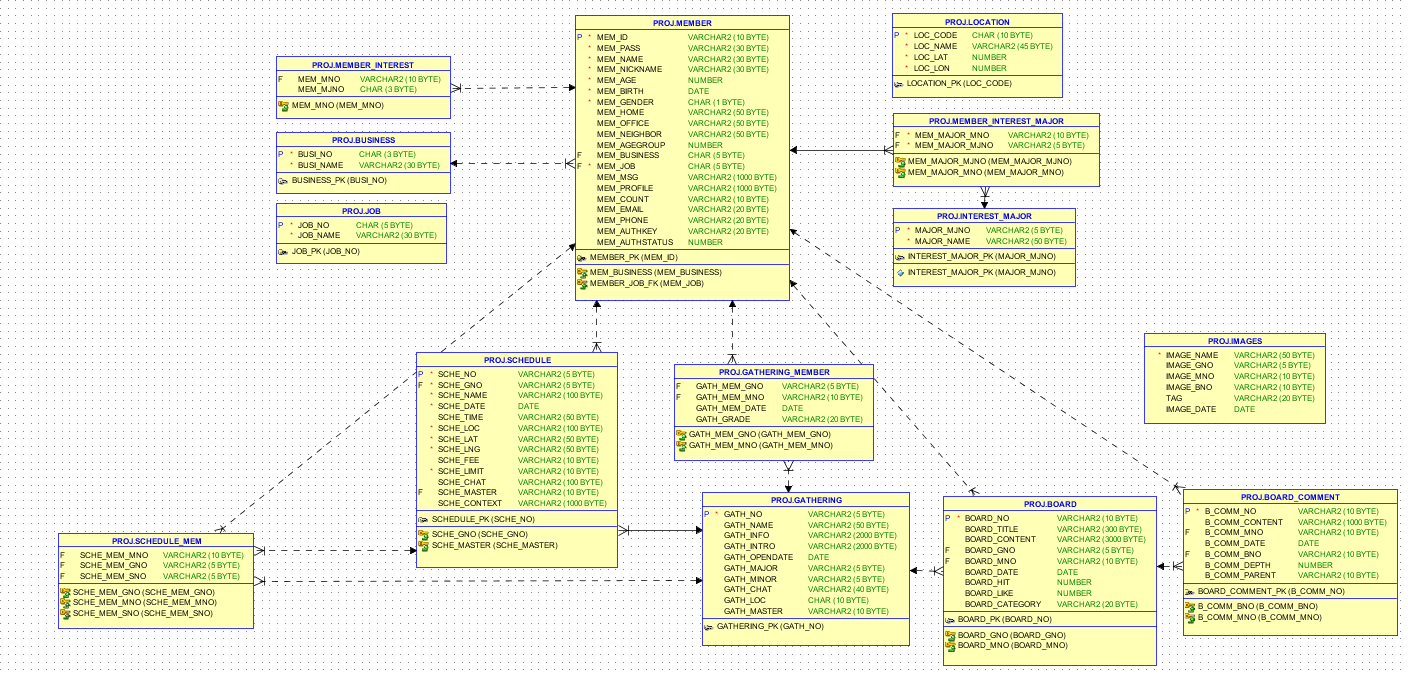 PROJ.MEMBER
P * MEM_ID VARCHAR2 (10 BYTE)
* MEM_PASS VARCHAR2 (30 BYTE)
* MEM_NAME VARCHAR2 (30 BYTE)
* MEM_NICKNAME VARCHAR2 (30 BYTE)
* MEM_AGE NUMBER
* MEM_BIRTH DATE
* MEM_GENDER CHAR (1 BYTE)
MEM_HOME VARCHAR2 (50 BYTE)
MEM_OFFICE VARCHAR2 (50 BYTE)
MEM_NEIGHBOR VARCHAR2 (50 BYTE)
MEM_AGEGROUP NUMBER
F MEM_BUSINESS CHAR (5 BYTE)
F * MEM_JOB CHAR (5 BYTE)
MEM_MSG VARCHAR2 (1000 BYTE)
MEM_PROFILE VARCHAR2 (1000 BYTE)
MEM_COUNT VARCHAR2 (10 BYTE)
MEM_EMAIL VARCHAR2 (20 BYTE)
MEM_PHONE VARCHAR2 (20 BYTE)
MEM_AUTHKEY VARCHAR2 (20 BYTE)
MEM_AUTHSTATUS NUMBER
MEMBER_PK (MEM_ID)
MEM_BUSINESS (MEM_BUSINESS)
MEMBER_JOB_FK (MEM_JOB)
PROJ.LOCATION
P * LOC_CODE CHAR (10 BYTE)
* LOC_NAME VARCHAR2 (45 BYTE)
* LOC_LAT NUMBER
* LOC_LON NUMBER
LOCATION_PK (LOC_CODE)
PROJ.MEMBER_INTEREST
F MEM_MNO VARCHAR2 (10 BYTE)
MEM_MJNO CHAR (3 BYTE)
MEM_MNO (MEM_MNO)
PROJ.BUSINESS
P * BUSI_NO CHAR (3 BYTE)
* BUSI_NAME VARCHAR2 (30 BYTE)
BUSINESS_PK (BUSI_NO)
PROJ.JOB
P * JOB_NO CHAR (5 BYTE)
* JOB_NAME VARCHAR2 (30 BYTE)
JOB_PK (JOB_NO)
PROJ.MEMBER_INTEREST_MAJOR
F * MEM_MAJOR_MNO VARCHAR2 (10 BYTE)
F * MEM_MAJOR_MJNO VARCHAR2 (5 BYTE)
MEM_MAJOR_MJNO (MEM_MAJOR_MJNO)
MEM_MAJOR_MNO (MEM_MAJOR_MNO)
PROJ.INTEREST_MAJOR
P * MAJOR_MJNO VARCHAR2 (5 BYTE)
* MAJOR_NAME VARCHAR2 (50 BYTE)
INTEREST_MAJOR_PK (MAJOR_MJNO)
INTEREST_MAJOR_PK (MAJOR_MJNO)
PROJ.IMAGES
* IMAGE_NAME VARCHAR2 (50 BYTE)
IMAGE_GNO VARCHAR2 (5 BYTE)
IMAGE_MNO VARCHAR2 (10 BYTE)
IMAGE_BNO VARCHAR2 (10 BYTE)
TAG VARCHAR2 (20 BYTE)
IMAGE_DATE DATE
PROJ.SCHEDULE
P * SCHE_NO VARCHAR2 (5 BYTE)
F * SCHE_GNO VARCHAR2 (5 BYTE)
* SCHE_NAME VARCHAR2 (100 BYTE)
* SCHE_DATE DATE
* SCHE_TIME VARCHAR2 (50 BYTE)
* SCHE_LOC VARCHAR2 (100 BYTE)
* SCHE_LAT VARCHAR2 (50 BYTE)
* SCHE_LNG VARCHAR2 (50 BYTE)
SCHE_FEE VARCHAR2 (10 BYTE)
* SCHE_LIMIT VARCHAR2 (10 BYTE)
SCHE_CHAT VARCHAR2 (100 BYTE)
F SCHE_MASTER VARCHAR2 (10 BYTE)
SCHE_CONTEXT VARCHAR2 (1000 BYTE)
SCHEDULE_PK (SCHE_NO)
SCHE_GNO (SCHE_GNO)
SCHE_MASTER (SCHE_MASTER)
PROJ.GATHERING_MEMBER
F GATH_MEM_GNO VARCHAR2 (5 BYTE)
F GATH_MEM_MNO VARCHAR2 (10 BYTE)
GATH_MEM_DATE DATE
GATH_GRADE VARCHAR2 (20 BYTE)
GATH_MEM_GNO (GATH_MEM_GNO)
GATH_MEM_MNO (GATH_MEM_MNO)
PROJ.GATHERING
P * GATH_NO VARCHAR2 (5 BYTE)
GATH_NAME VARCHAR2 (50 BYTE)
GATH_INFO VARCHAR2 (2000 BYTE)
GATH_INTRO VARCHAR2 (2000 BYTE)
GATH_OPENDATE DATE
GATH_MAJOR VARCHAR2 (5 BYTE)
GATH_MINOR VARCHAR2 (5 BYTE)
GATH_CHAT VARCHAR2 (40 BYTE)
GATH_LOC CHAR (10 BYTE)
GATH_MASTER VARCHAR2 (10 BYTE)
GATHERING_PK (GATH_NO)
PROJ.BOARD
P * BOARD_NO VARCHAR2 (10 BYTE)
BOARD_TITLE VARCHAR2 (300 BYTE)
BOARD_CONTENT VARCHAR2 (3000 BYTE)
F BOARD_GNO VARCHAR2 (5 BYTE)
F BOARD_MNO VARCHAR2 (10 BYTE)
BOARD_DATE DATE
BOARD_HIT NUMBER
BOARD_LIKE NUMBER
BOARD_CATEGORY VARCHAR2 (20 BYTE)
BOARD_PK (BOARD_NO)
BOARD_GNO (BOARD_GNO)
BOARD_MNO (BOARD_MNO)
PROJ.BOARD_COMMENT
P * B_COMM_NO VARCHAR2 (10 BYTE)
B_COMM_CONTENT VARCHAR2 (1000 BYTE)
F B_COMM_MNO VARCHAR2 (10 BYTE)
B_COMM_DATE DATE
F B_COMM_BNO VARCHAR2 (10 BYTE)
B_COMM_DEPTH NUMBER
B_COMM_PARENT VARCHAR2 (10 BYTE)
BOARD_COMMENT_PK (B_COMM_NO)
B_COMM_BNO (B_COMM_BNO)
B_COMM_MNO (B_COMM_MNO)
PROJ.SCHEDULE_MEM
F SCHE_MEM_MNO VARCHAR2 (10 BYTE)
F SCHE_MEM_GNO VARCHAR2 (5 BYTE)
F SCHE_MEM_SNO VARCHAR2 (5 BYTE)
SCHE_MEM_GNO (SCHE_MEM_GNO)
SCHE_MEM_MNO (SCHE_MEM_MNO)
SCHE_MEM_SNO (SCHE_MEM_SNO)